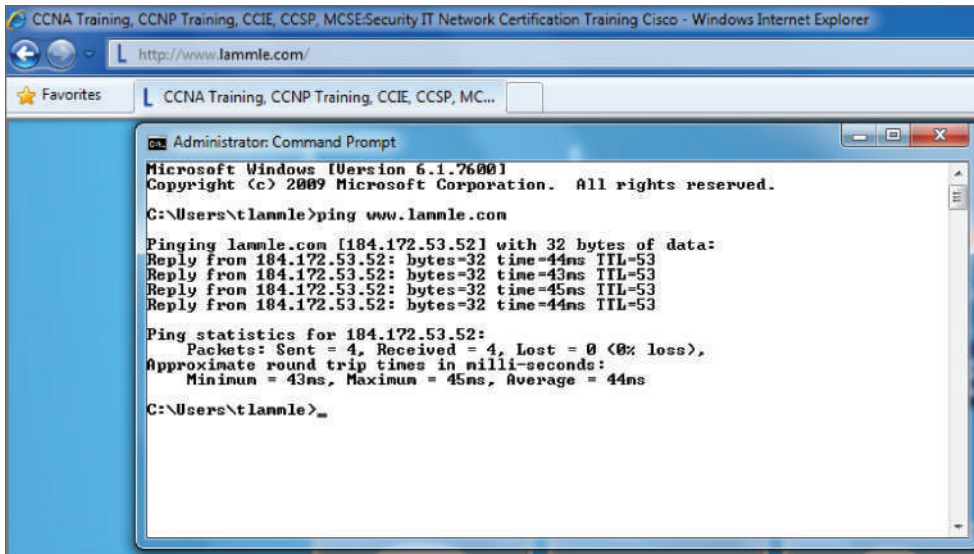 CCNA Training, CCNP Training, CCIE, CCSP, MCSE:Security IT Network Certification Training Cisco - Windows Internet Explorer
L http://www.lammle.com/
Favorites
L CCNA Training, CCNP Training, CCIE, CCSP, MC...
Administrator: Command Prompt
Microsoft Windows [Version 6.1.7600]
Copyright (c) 2009 Microsoft Corporation.  All rights reserved.
C:\Users\tlammle>ping www.lammle.com
Pinging lammle.com [184.172.53.52] with 32 bytes of data:
Reply from 184.172.53.52: bytes=32 time=44ms TTL=53
Reply from 184.172.53.52: bytes=32 time=43ms TTL=53
Reply from 184.172.53.52: bytes=32 time=45ms TTL=53
Reply from 184.172.53.52: bytes=32 time=44ms TTL=53
Ping statistics for 184.172.53.52:
Packets: Sent = 4, Received = 4, Lost = 0 (0% loss),
Approximate round trip times in milli-seconds:
Minimum = 43ms, Maximum = 45ms, Average = 44ms
C:\Users\tlammle>_